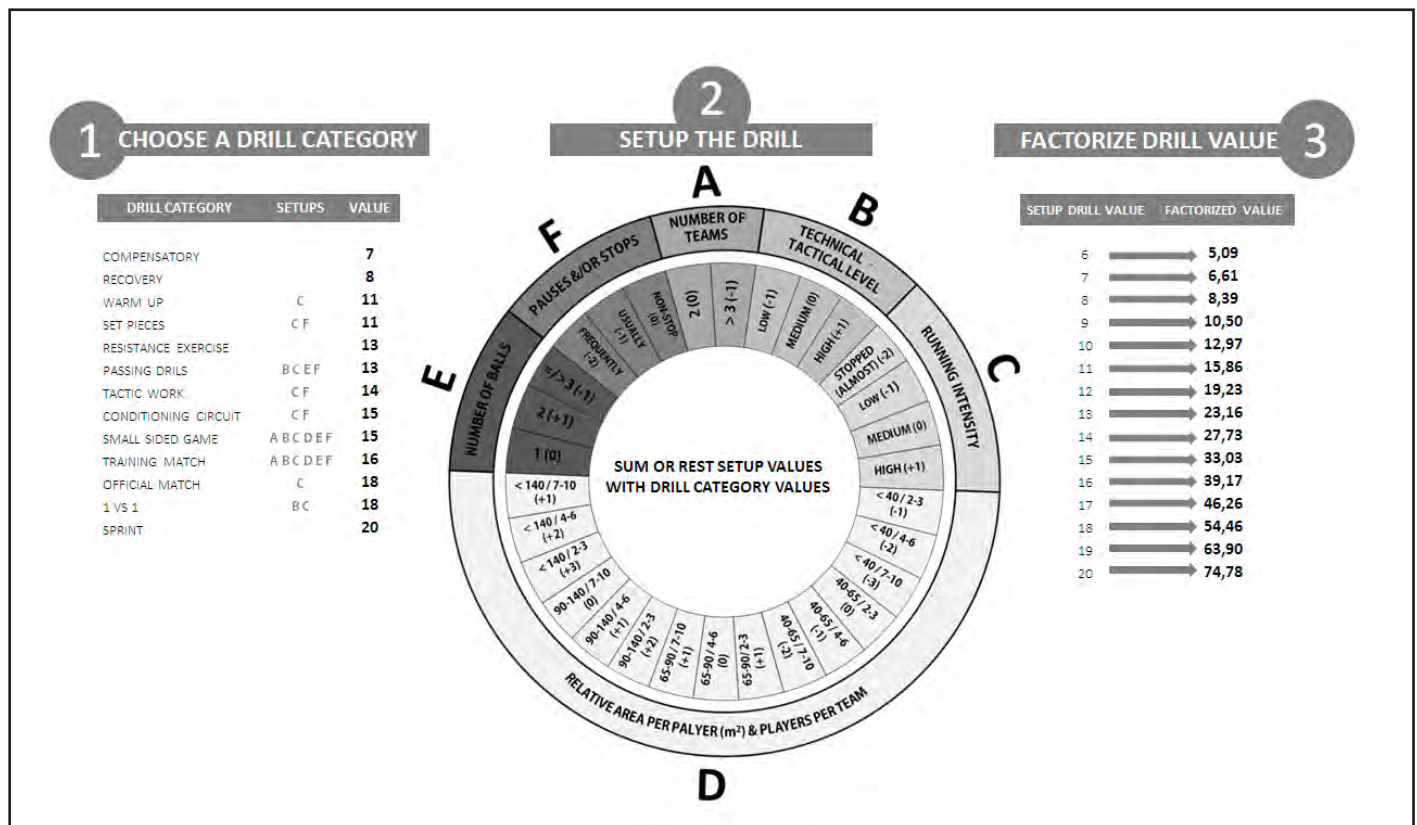 1 CHOOSE A DRILL CATEGORY
DRILL CATEGORY SETUPS VALUE
COMPENSATORY 7
RECOVERY 8
WARM UP C 11
SET PIECES C F 11
RESISTANCE EXERCISE 13
PASSING DRILS B C E F 13
TACTIC WORK C F 14
CONDITIONING CIRCUIT C F 15
SMALL SIDED GAME A B C D E F 15
TRAINING MATCH A B C D E F 16
OFFICIAL MATCH C 18
1 VS 1 B C 18
SPRINT 20
2
SETUP THE DRILL
A
NUMBER OF
TEAMS
2 (0)
> 3 (-1)
B
TECHNICAL
TACTICAL LEVEL
LOW (-1)
MEDIUM (0)
HIGH (+1)
C
RUNNING INTENSITY
STOPPED
(ALMOST) (-2)
LOW (-1)
MEDIUM (0)
HIGH (+1)
D
RELATIVE AREA PER PALYER (m²) & PLAYERS PER TEAM
< 40 / 2-3
(-1)
< 40 / 4-6
(-2)
< 40 / 7-10
(-3)
40-65 / 2-3
(0)
40-65 / 4-6
(-1)
40-65 / 7-10
(-2)
65-90 / 2-3
(+1)
65-90 / 4-6
(0)
65-90 / 7-10
(+1)
90-140 / 2-3
(+2)
90-140 / 4-6
(+1)
90-140 / 7-10
(0)
< 140 / 2-3
(+3)
< 140 / 4-6
(+2)
< 140 / 7-10
(+1)
E
NUMBER OF BALLS
1 (0)
2 (+1)
=/> 3 (-1)
F
PAUSES &/OR STOPS
FREQUENTLY
(-2)
USUALLY
(-1)
NON-STOP
(0)
SUM OR REST SETUP VALUES
WITH DRILL CATEGORY VALUES
FACTORIZE DRILL VALUE 3
SETUP DRILL VALUE FACTORIZED VALUE
6 5,09
7 6,61
8 8,39
9 10,50
10 12,97
11 15,86
12 19,23
13 23,16
14 27,73
15 33,03
16 39,17
17 46,26
18 54,46
19 63,90
20 74,78